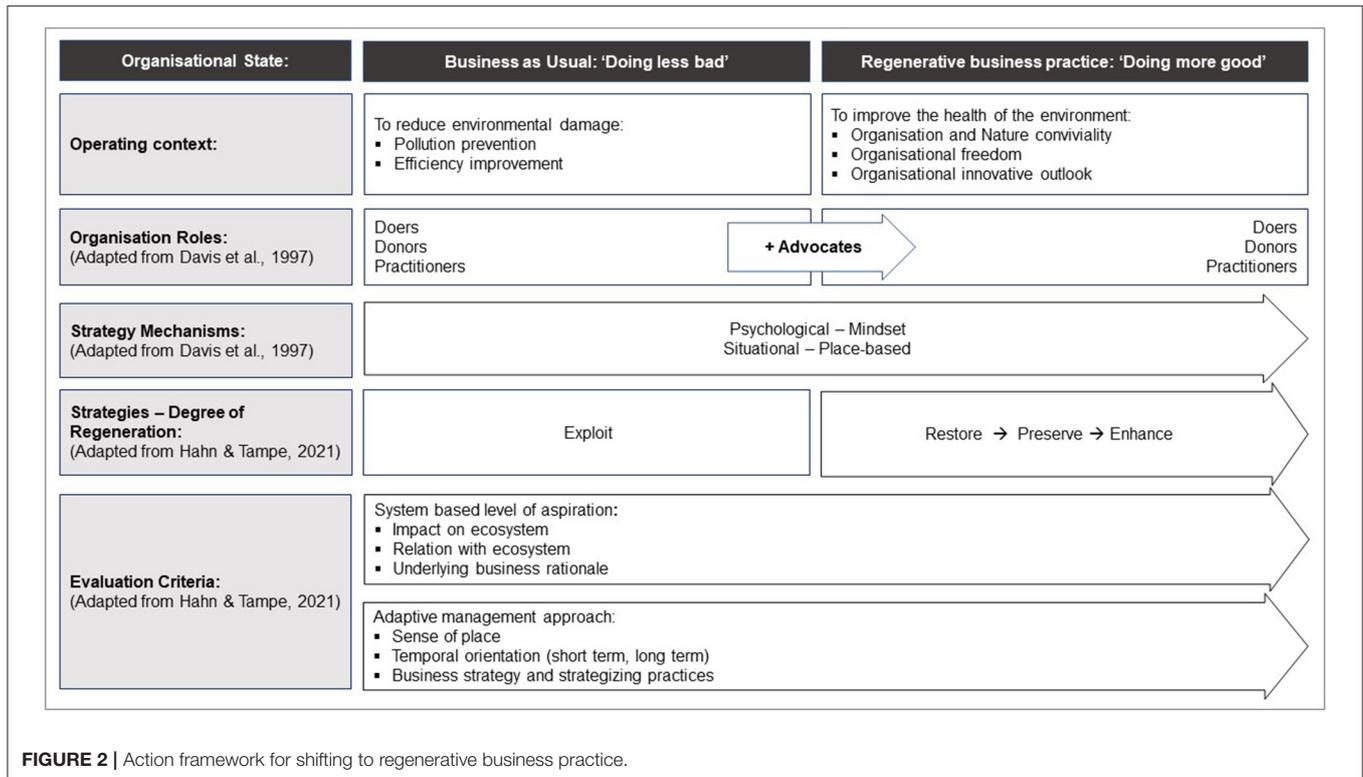 Organisational State:
Business as Usual: ‘Doing less bad’
Regenerative business practice: ‘Doing more good’
Operating context:
To reduce environmental damage:
▪ Pollution prevention
▪ Efficiency improvement
To improve the health of the environment:
▪ Organisation and Nature conviviality
▪ Organisational freedom
▪ Organisational innovative outlook
Organisation Roles:
(Adapted from Davis et al., 1997)
Doers
Donors
Practitioners
+ Advocates
Doers
Donors
Practitioners
Strategy Mechanisms:
(Adapted from Davis et al., 1997)
Psychological – Mindset
Situational – Place-based
Strategies – Degree of
Regeneration:
(Adapted from Hahn & Tampe, 2021)
Exploit
Restore → Preserve → Enhance
Evaluation Criteria:
(Adapted from Hahn & Tampe, 2021)
System based level of aspiration:
▪ Impact on ecosystem
▪ Relation with ecosystem
▪ Underlying business rationale
Adaptive management approach:
▪ Sense of place
▪ Temporal orientation (short term, long term)
▪ Business strategy and strategizing practices
FIGURE 2 | Action framework for shifting to regenerative business practice.